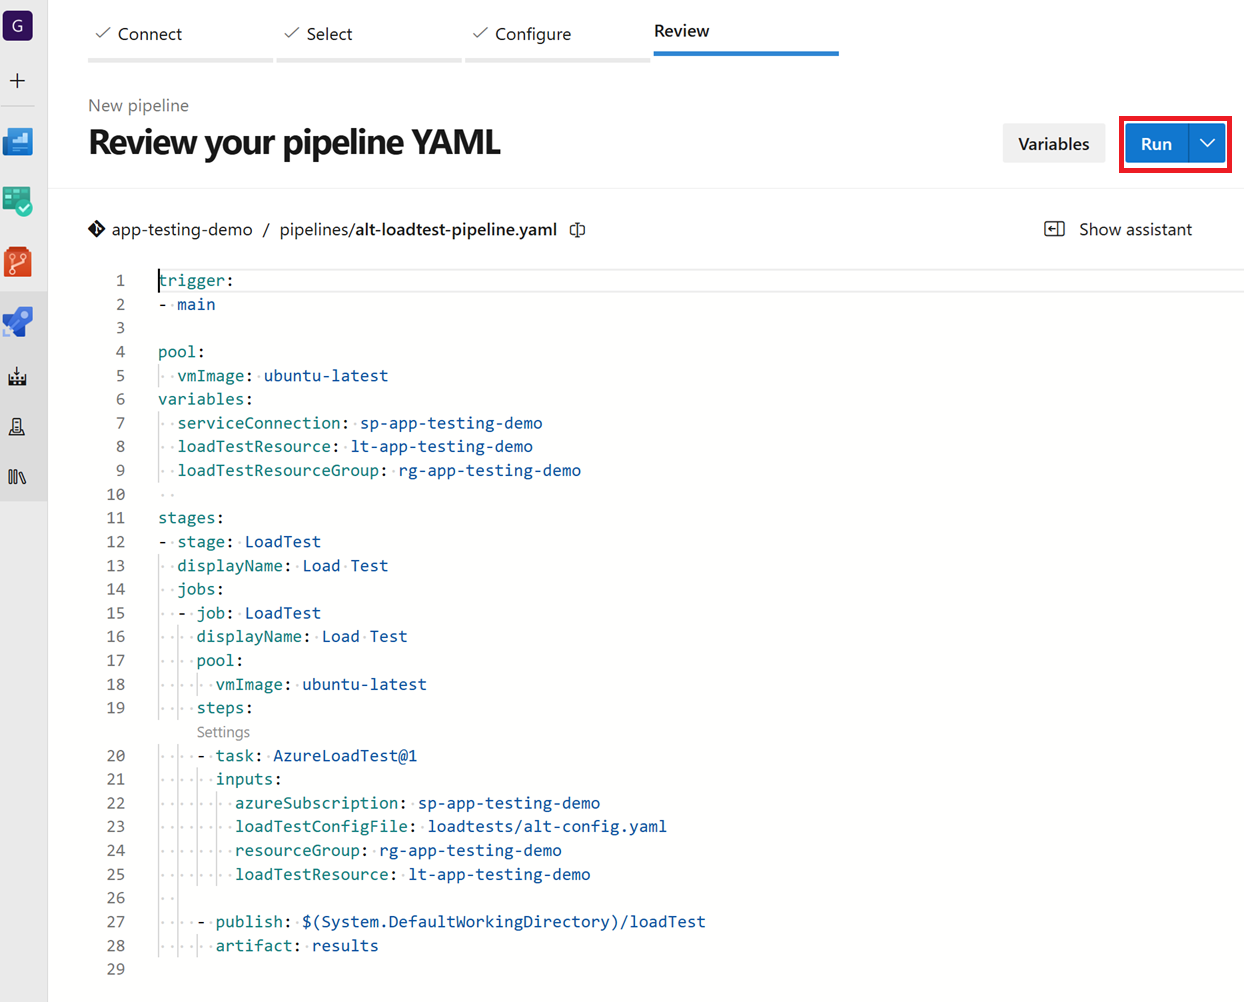 G
Connect
Select
Configure
Review
New pipeline
Review your pipeline YAML
Variables
Run
app-testing-demo / pipelines/alt-loadtest-pipeline.yaml
Show assistant
1 trigger:
2 - main
3
4 pool:
5   vmImage: ubuntu-latest
6 variables:
7   serviceConnection: sp-app-testing-demo
8   loadTestResource: lt-app-testing-demo
9   loadTestResourceGroup: rg-app-testing-demo
10
11 stages:
12 - stage: LoadTest
13   displayName: Load Test
14   jobs:
15   - job: LoadTest
16     displayName: Load Test
17     pool:
18       vmImage: ubuntu-latest
19     steps:
Settings
20     - task: AzureLoadTest@1
21       inputs:
22         azureSubscription: sp-app-testing-demo
23         loadTestConfigFile: loadtests/alt-config.yaml
24         resourceGroup: rg-app-testing-demo
25         loadTestResource: lt-app-testing-demo
26
27     - publish: $(System.DefaultWorkingDirectory)/loadTest
28       artifact: results
29